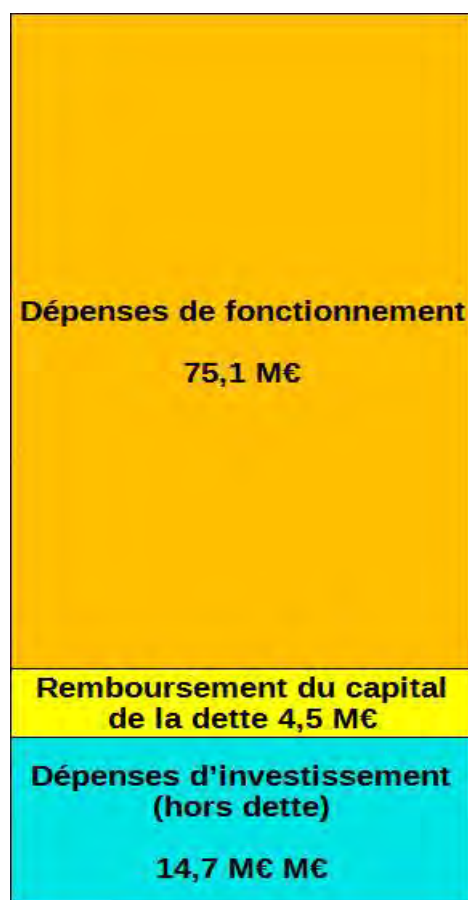 Dépenses de fonctionnement
75,1 M€
Remboursement du capital
de la dette 4,5 M€
Dépenses d’investissement
(hors dette)
14,7 M€ M€